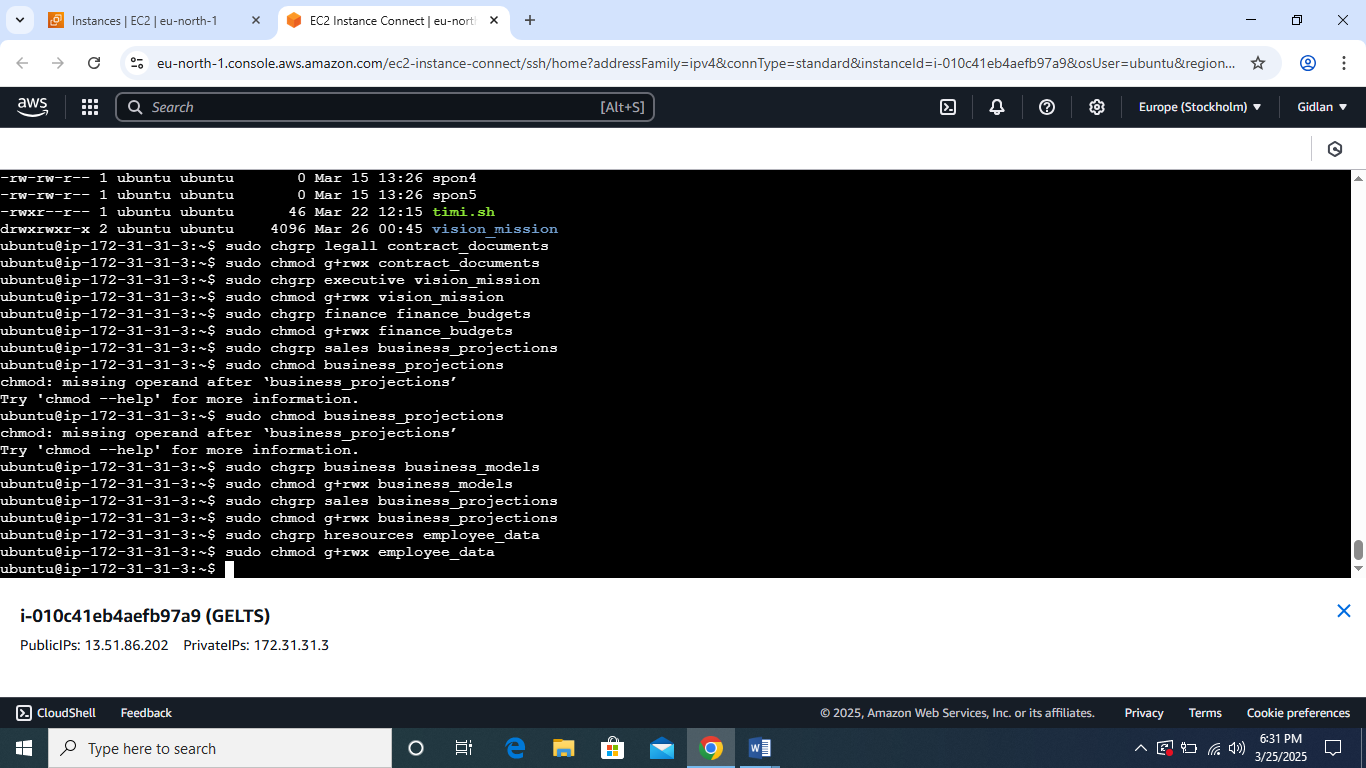 Instances | EC2 | eu-north-1
EC2 Instance Connect | eu-nort
eu-north-1.console.aws.amazon.com/ec2-instance-connect/ssh/home?addressFamily=ipv4&connType=standard&instanceId=i-010c41eb4aefb97a9&osUser=ubuntu&region...
aws Search [Alt+S] Europe (Stockholm) Gidlan
-rw-rw-r-- 1 ubuntu ubuntu 0 Mar 15 13:26 spon4
-rw-rw-r-- 1 ubuntu ubuntu 0 Mar 15 13:26 spon5
-rwxr--r-- 1 ubuntu ubuntu 46 Mar 22 12:15 timi.sh
drwxrwxr-x 2 ubuntu ubuntu 4096 Mar 26 00:45 vision_mission
ubuntu@ip-172-31-31-3:~$ sudo chgrp legall contract_documents
ubuntu@ip-172-31-31-3:~$ sudo chmod g+rwx contract_documents
ubuntu@ip-172-31-31-3:~$ sudo chgrp executive vision_mission
ubuntu@ip-172-31-31-3:~$ sudo chmod g+rwx vision_mission
ubuntu@ip-172-31-31-3:~$ sudo chgrp finance finance_budgets
ubuntu@ip-172-31-31-3:~$ sudo chmod g+rwx finance_budgets
ubuntu@ip-172-31-31-3:~$ sudo chgrp sales business_projections
ubuntu@ip-172-31-31-3:~$ sudo chmod business_projections
chmod: missing operand after ‘business_projections’
Try 'chmod --help' for more information.
ubuntu@ip-172-31-31-3:~$ sudo chmod business_projections
chmod: missing operand after ‘business_projections’
Try 'chmod --help' for more information.
ubuntu@ip-172-31-31-3:~$ sudo chgrp business business_models
ubuntu@ip-172-31-31-3:~$ sudo chmod g+rwx business_models
ubuntu@ip-172-31-31-3:~$ sudo chgrp sales business_projections
ubuntu@ip-172-31-31-3:~$ sudo chmod g+rwx business_projections
ubuntu@ip-172-31-31-3:~$ sudo chgrp hresources employee_data
ubuntu@ip-172-31-31-3:~$ sudo chmod g+rwx employee_data
ubuntu@ip-172-31-31-3:~$
i-010c41eb4aefb97a9 (GELTS)
PublicIPs: 13.51.86.202 PrivateIPs: 172.31.31.3
CloudShell Feedback © 2025, Amazon Web Services, Inc. or its affiliates. Privacy Terms Cookie preferences
Type here to search
6:31 PM
3/25/2025